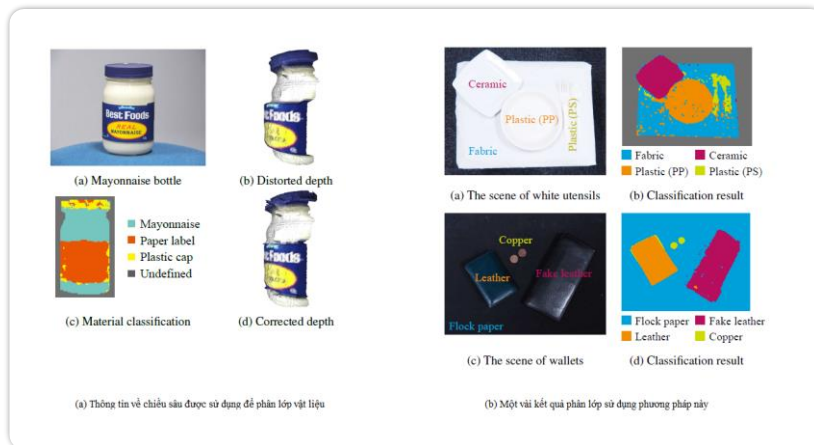 Best Foods
REAL
MAYONNAISE
(a) Mayonnaise bottle
(b) Distorted depth
Mayonnaise
Paper label
Plastic cap
Undefined
(c) Material classification
(d) Corrected depth
(a) Thông tin về chiều sâu được sử dụng để phân lớp vật liệu
Ceramic
Plastic (PP)
Plastic (PS)
Fabric
(a) The scene of white utensils
Fabric
Ceramic
Plastic (PP)
Plastic (PS)
(b) Classification result
Copper
Leather
Fake leather
Flock paper
(c) The scene of wallets
Flock paper
Fake leather
Leather
Copper
(d) Classification result
(b) Một vài kết quả phân lớp sử dụng phương pháp này